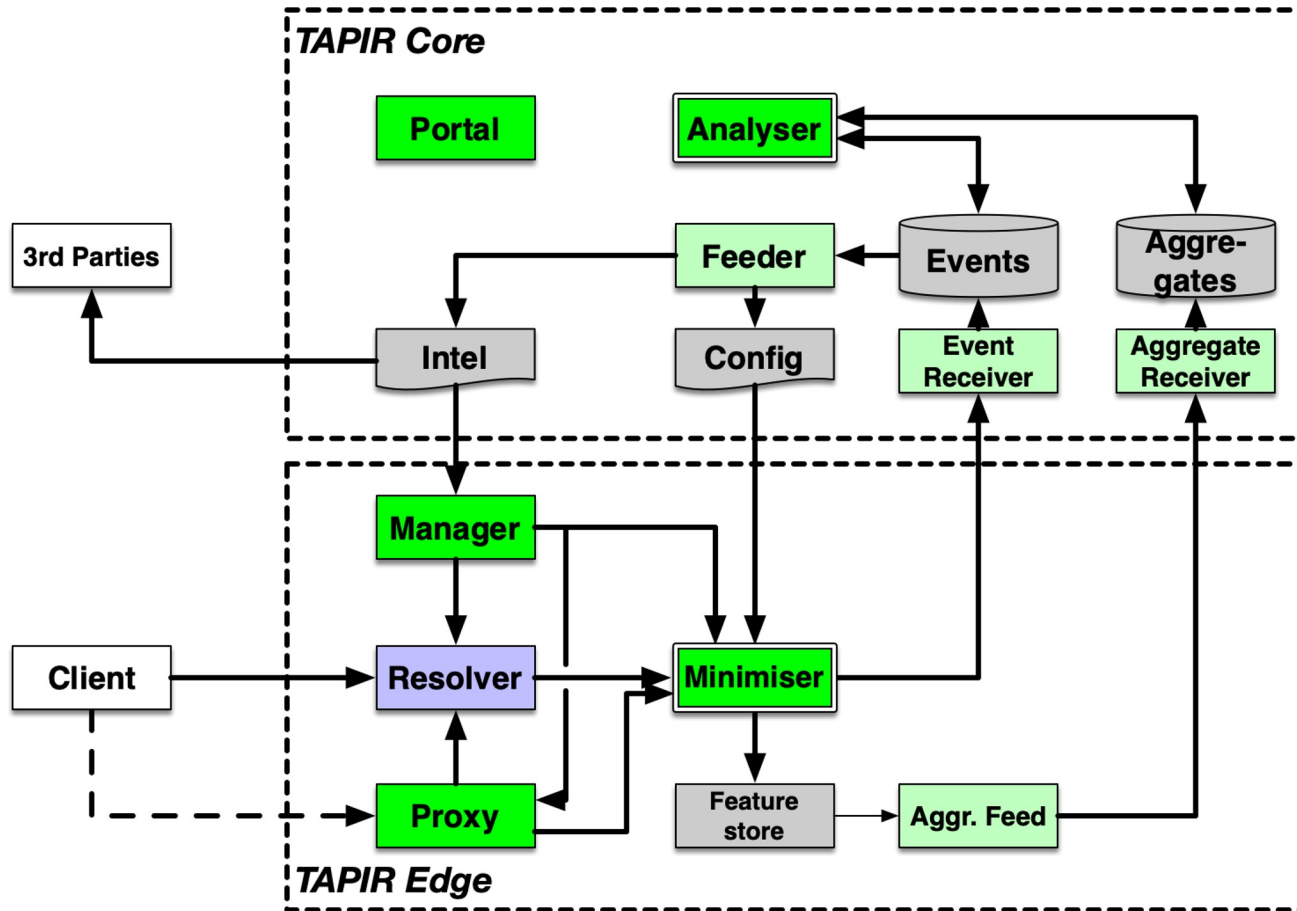 TAPIR Core
Portal
Analyser
3rd Parties
Feeder
Events
Aggre-
gates
Intel
Config
Event
Receiver
Aggregate
Receiver
Manager
Client
Resolver
Minimiser
Proxy
Feature
store
Aggr. Feed
TAPIR Edge